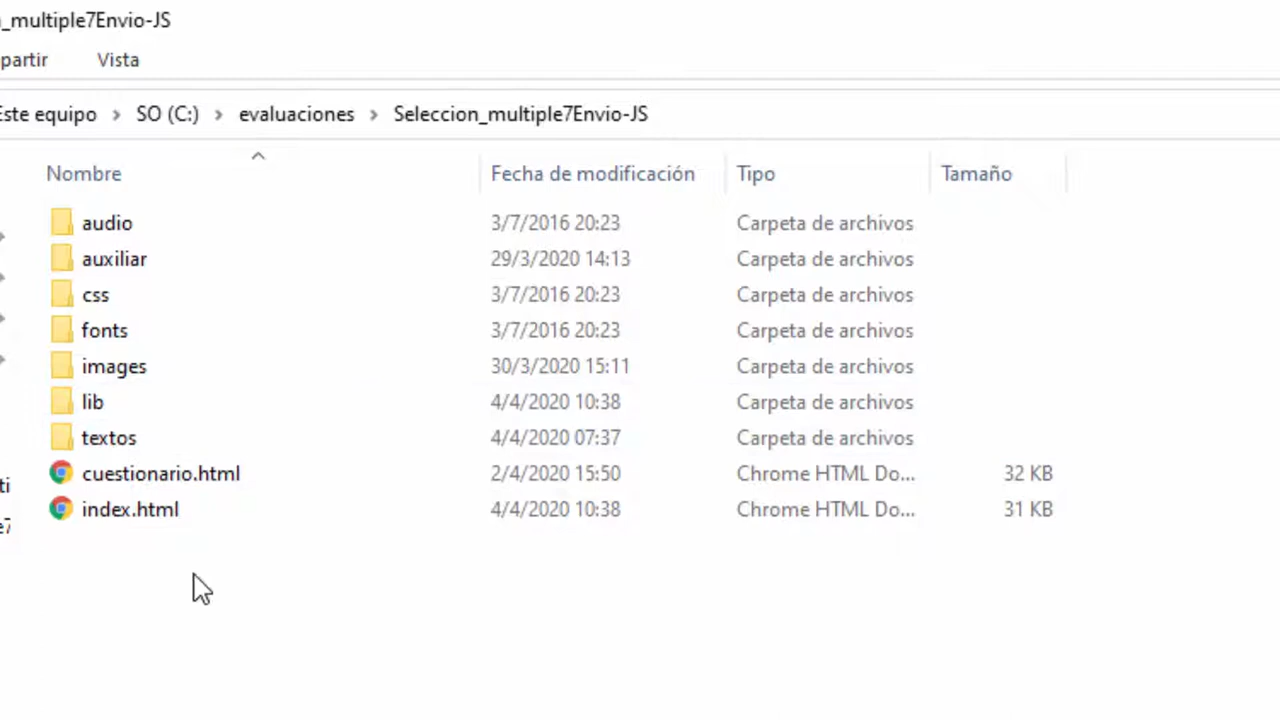 _multiple7Envio-JS
partir Vista
Este equipo > SO (C:) > evaluaciones > Seleccion_multiple7Envio-JS
Nombre Fecha de modificación Tipo Tamaño
audio 3/7/2016 20:23 Carpeta de archivos
auxiliar 29/3/2020 14:13 Carpeta de archivos
css 3/7/2016 20:23 Carpeta de archivos
fonts 3/7/2016 20:23 Carpeta de archivos
images 30/3/2020 15:11 Carpeta de archivos
lib 4/4/2020 10:38 Carpeta de archivos
textos 4/4/2020 07:37 Carpeta de archivos
cuestionario.html 2/4/2020 15:50 Chrome HTML Do... 32 KB
index.html 4/4/2020 10:38 Chrome HTML Do... 31 KB